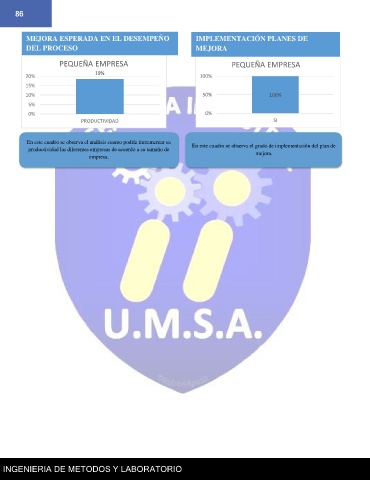 86
MEJORA ESPERADA EN EL DESEMPEÑO
DEL PROCESO
PEQUEÑA EMPRESA
20%
15%
10%
5%
0%
19%
PRODUCTIVIDAD
En este cuadro se observa el análisis cuanto podría incrementar su
productividad las diferentes empresas de acuerdo a su tamaño de
empresa.
IMPLEMENTACIÓN PLANES DE
MEJORA
PEQUEÑA EMPRESA
100%
50%
0%
100%
SI
En este cuadro se observa el grado de implementación del plan de
mejora.
U.M.S.A.
INGENIERIA DE METODOS Y LABORATORIO